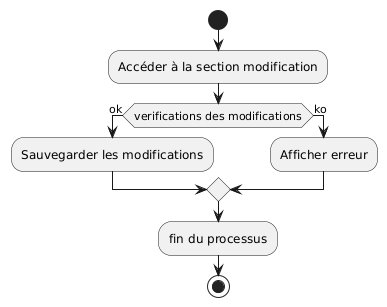 Accéder à la section modification
ok
verifications des modifications
ko
Sauvegarder les modifications
Afficher erreur
fin du processus